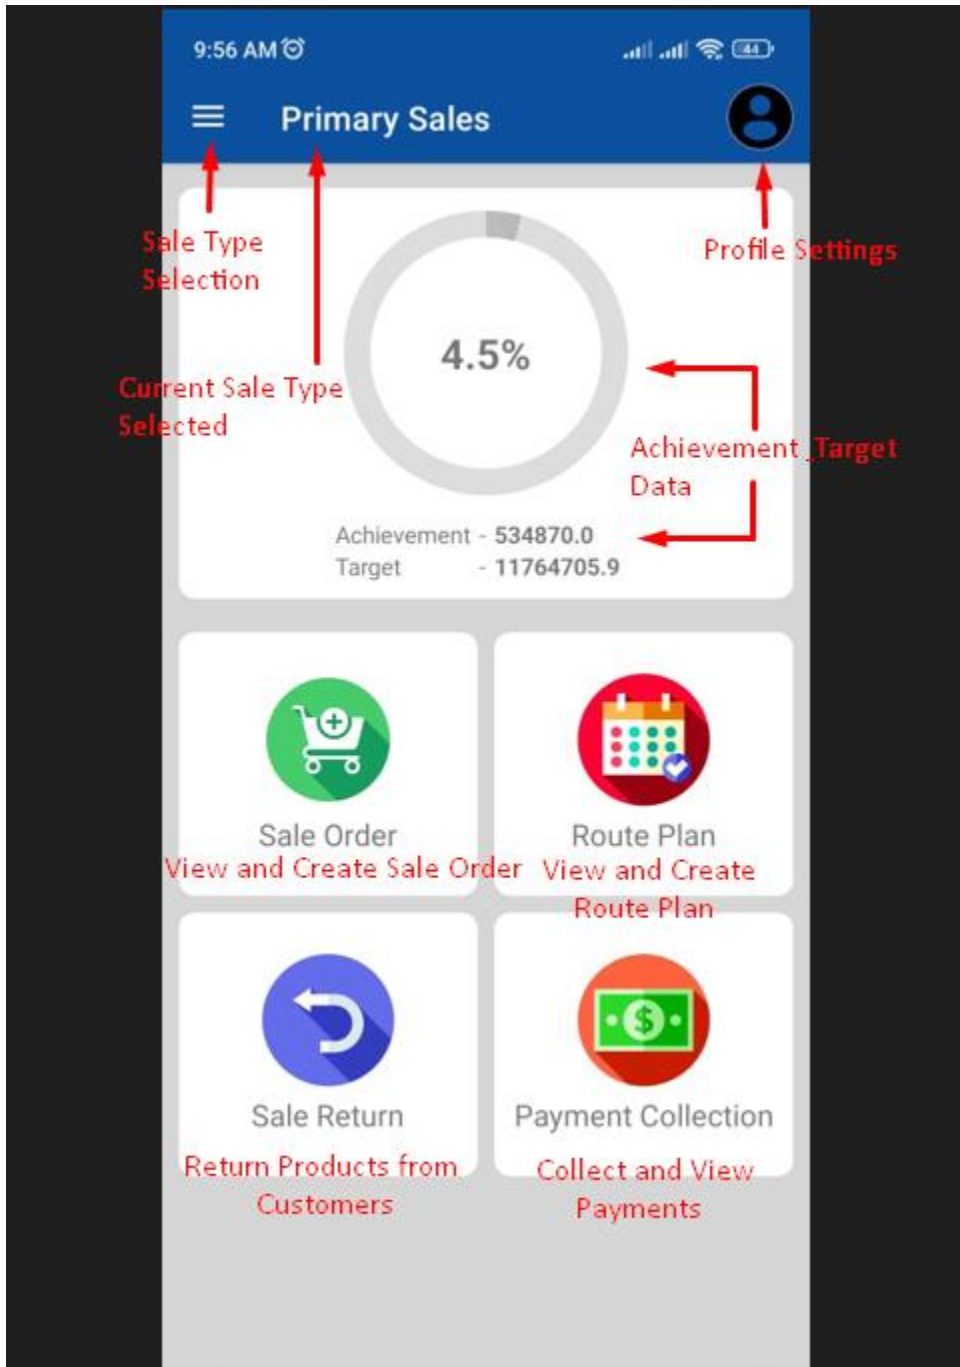 9:56 AM
44
Primary Sales
Sale Type
Selection
Profile Settings
4.5%
Current Sale Type
Selected
Achievement_Target
Data
Achievement - 534870.0
Target - 11764705.9
Sale Order
Route Plan
View and Create Sale Order
View and Create
Route Plan
Sale Return
Payment Collection
Return Products from
Customers
Collect and View
Payments